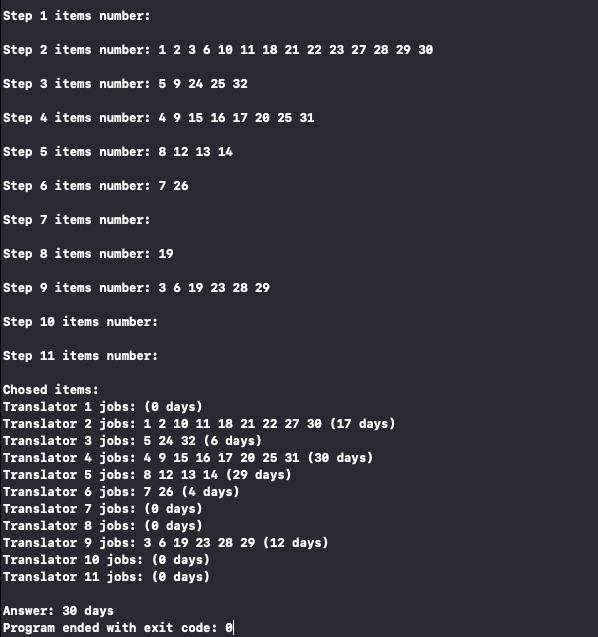 Step 1 items number:
Step 2 items number: 1 2 3 6 10 11 18 21 22 23 27 28 29 30
Step 3 items number: 5 9 24 25 32
Step 4 items number: 4 9 15 16 17 20 25 31
Step 5 items number: 8 12 13 14
Step 6 items number: 7 26
Step 7 items number:
Step 8 items number: 19
Step 9 items number: 3 6 19 23 28 29
Step 10 items number:
Step 11 items number:
Chosed items:
Translator 1 jobs: (0 days)
Translator 2 jobs: 1 2 10 11 18 21 22 27 30 (17 days)
Translator 3 jobs: 5 24 32 (6 days)
Translator 4 jobs: 4 9 15 16 17 20 25 31 (30 days)
Translator 5 jobs: 8 12 13 14 (29 days)
Translator 6 jobs: 7 26 (4 days)
Translator 7 jobs: (0 days)
Translator 8 jobs: (0 days)
Translator 9 jobs: 3 6 19 23 28 29 (12 days)
Translator 10 jobs: (0 days)
Translator 11 jobs: (0 days)
Answer: 30 days
Program ended with exit code: 0